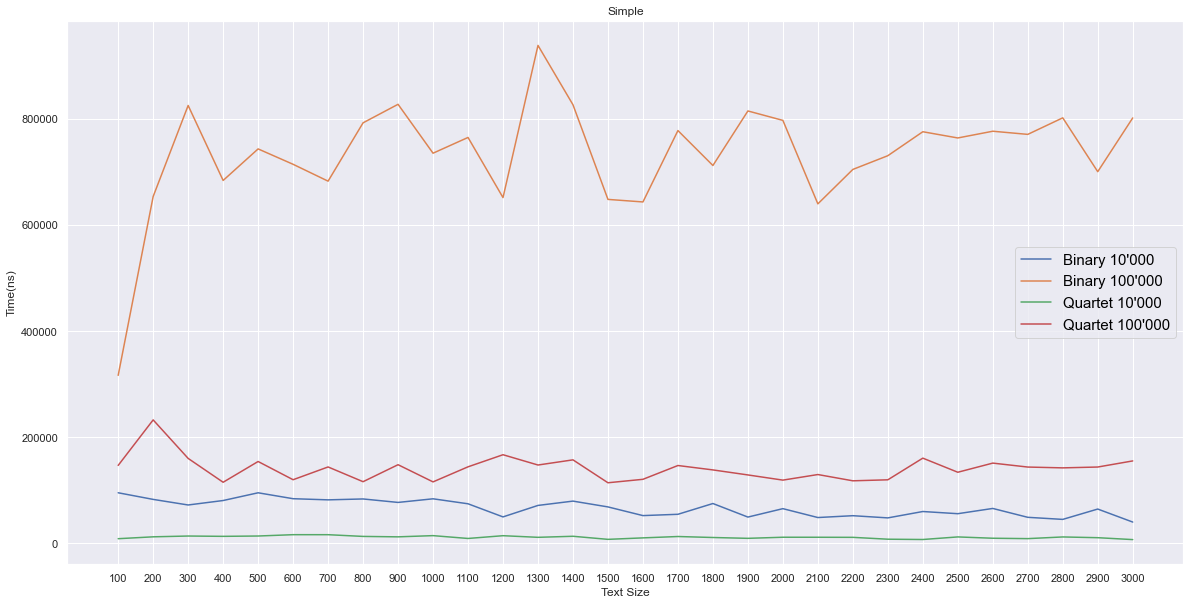 Simple
800000
600000
400000
200000
0
Time(ns)
Binary 10'000
Binary 100'000
Quartet 10'000
Quartet 100'000
100 200 300 400 500 600 700 800 900 1000 1100 1200 1300 1400 1500 1600 1700 1800 1900 2000 2100 2200 2300 2400 2500 2600 2700 2800 2900 3000
Text Size